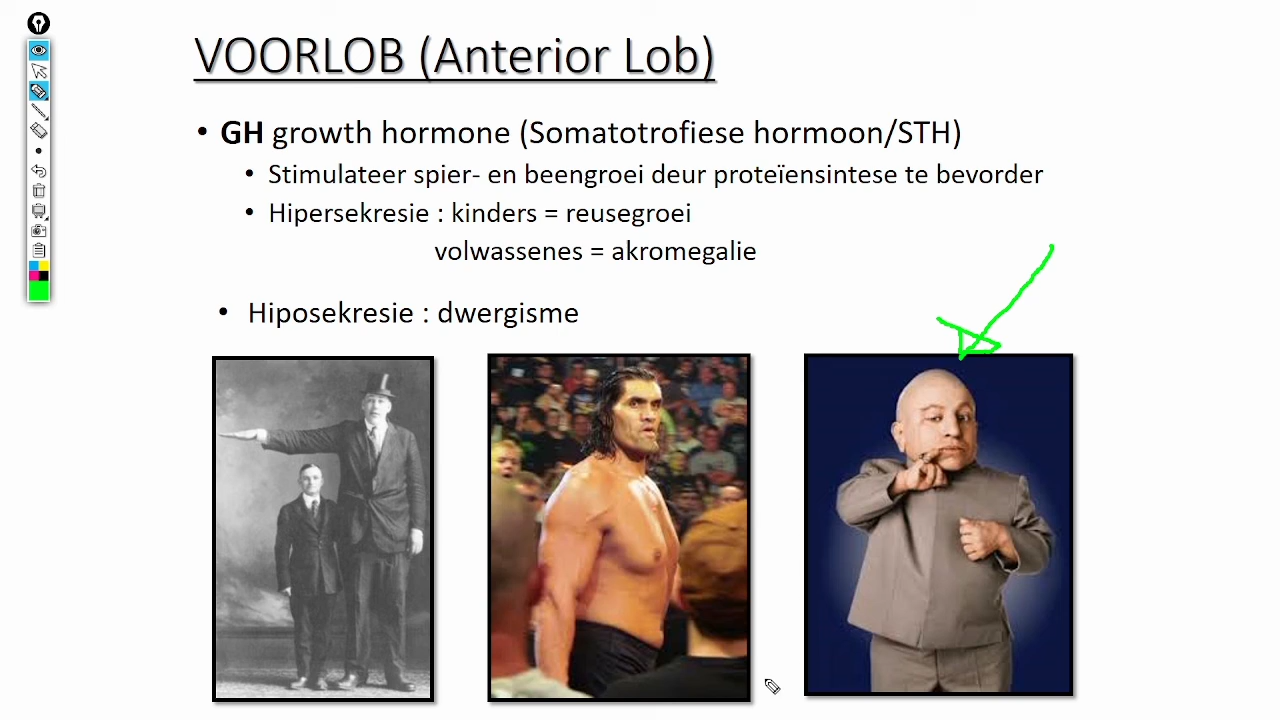 VOORLOB (Anterior Lob)
• GH growth hormone (Somatotrofiese hormoon/STH)
• Stimulateer spier- en beengroei deur proteïensintese te bevorder
• Hipersekresie : kinders = reusegroei
volwassenes = akromegalie
• Hiposekresie : dwergisme